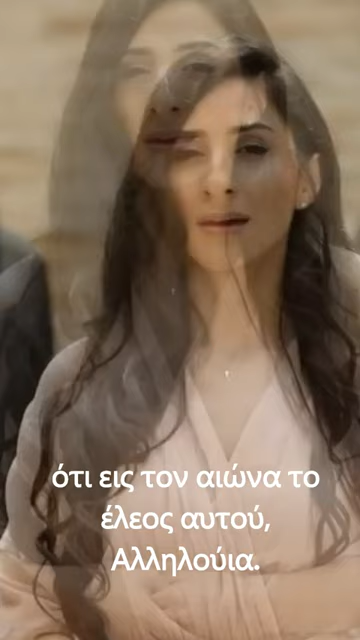 ότι εις τον αιώνα το
έλεος αυτού,
Αλληλούια.